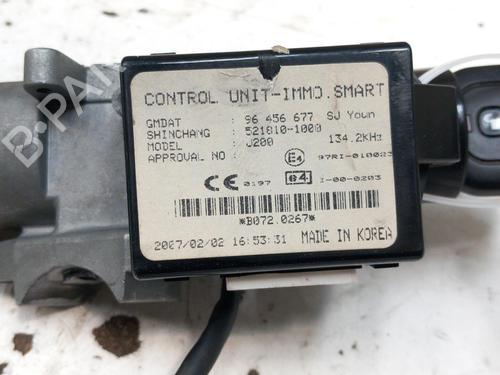 CONTROL UNIT-IMMO.SMART
GMDAT : 96 456 677 SJ Youn
SHINCHANG : 521810-1000
MODEL : J200 134.2KHz
APPROVAL NO : E4 97RI-010023
CE 0197 e4 I-00-0203
*B072.0267*
2007/02/02 16:53:31 MADE IN KOREA
B-PARTS